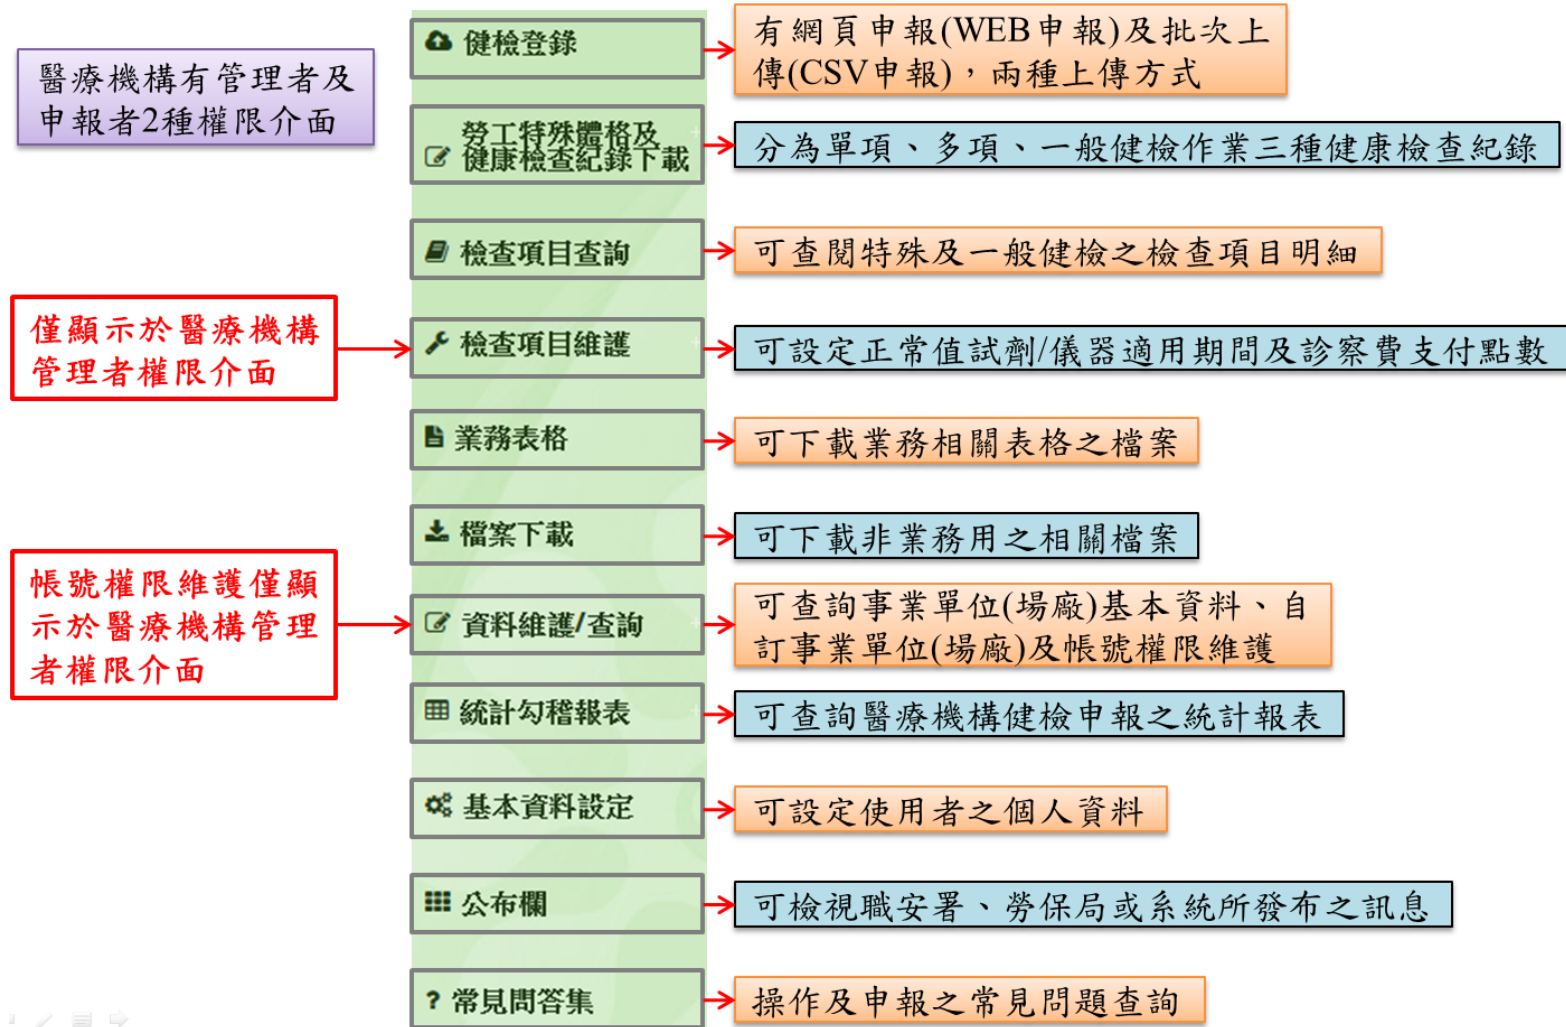 醫療機構有管理者及
申報者2種權限介面
健檢登錄
有網頁申報(WEB申報)及批次上
傳(CSV申報)，兩種上傳方式
勞工特殊體格及
健康檢查紀錄下載
分為單項、多項、一般健檢作業三種健康檢查紀錄
檢查項目查詢
可查閱特殊及一般健檢之檢查項目明細
僅顯示於醫療機構
管理者權限介面
檢查項目維護
可設定正常值試劑/儀器適用期間及診察費支付點數
業務表格
可下載業務相關表格之檔案
檔案下載
可下載非業務用之相關檔案
帳號權限維護僅顯
示於醫療機構管理
者權限介面
資料維護/查詢
可查詢事業單位(場廠)基本資料、自
訂事業單位(場廠)及帳號權限維護
統計勾稽報表
可查詢醫療機構健檢申報之統計報表
基本資料設定
可設定使用者之個人資料
公布欄
可檢視職安署、勞保局或系統所發布之訊息
? 常見問答集
操作及申報之常見問題查詢